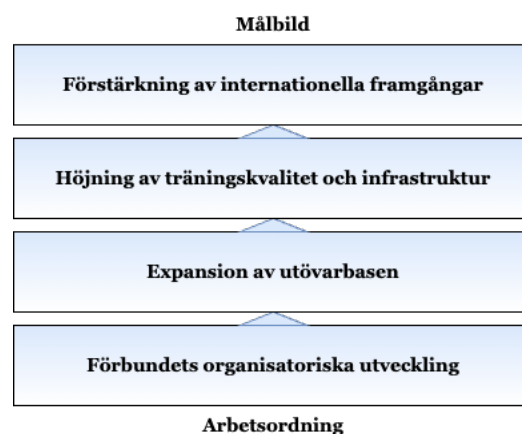 Målbild
Förstärkning av internationella framgångar
Höjning av träningskvalitet och infrastruktur
Expansion av utövarbasen
Förbundets organisatoriska utveckling
Arbetsordning